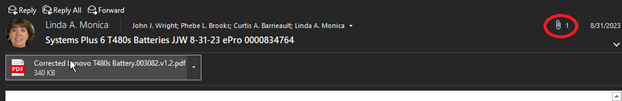 Reply Reply All Forward
Linda A. Monica John J. Wright; Phebe L. Brooks; Curtis A. Barrieault; Linda A. Monica 1 8/31/2023
Systems Plus 6 T480s Batteries JJW 8-31-23 ePro 0000834764
Corrected Lenovo T480s Battery.003082.v1.2.pdf
PDF 340 KB